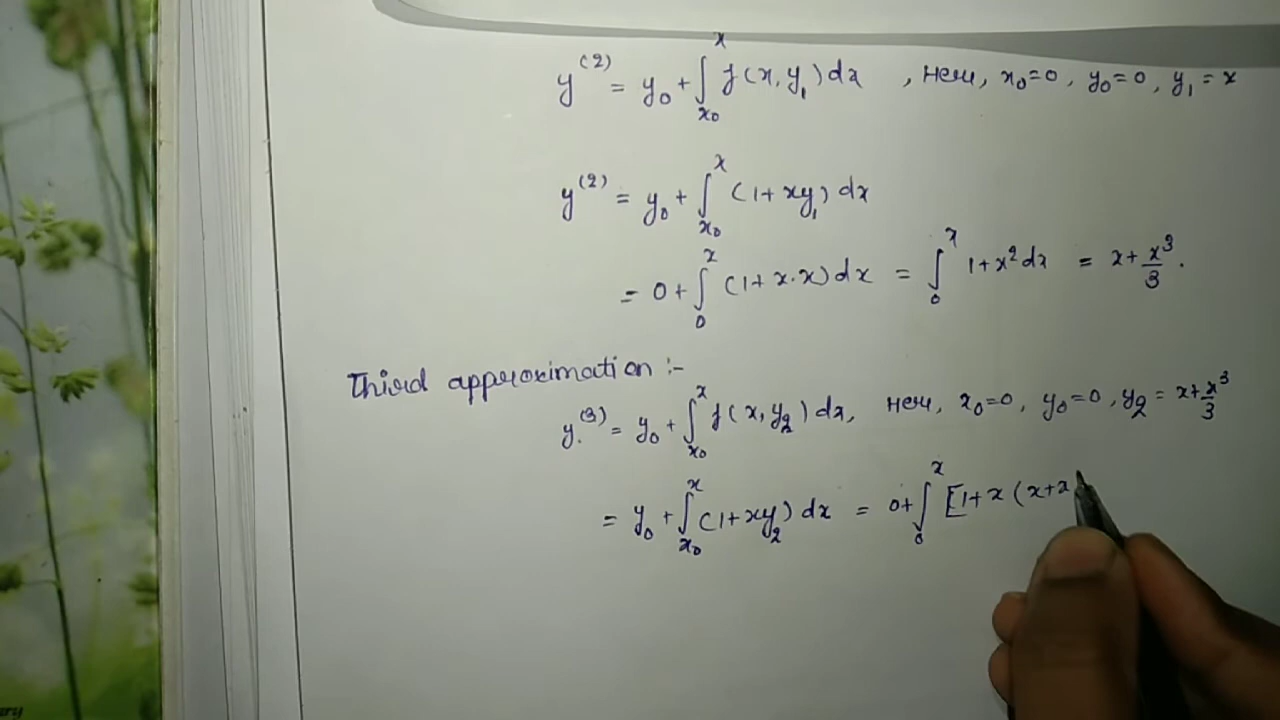 y^(2) = y₀ + ∫_{x₀}^{x} f(x, y₁) dx , Here, x₀=0, y₀=0, y₁ = x
y^(2) = y₀ + ∫_{x₀}^{x} (1+xy₁) dx
= 0+ ∫_{0}^{x} (1+x.x) dx = ∫_{0}^{x} 1+x² dx = x + x³/3 .
Third approximation :-
y^(3) = y₀ + ∫_{x₀}^{x} f(x, y₂) dx, Here, x₀=0, y₀=0, y₂ = x+x³/3
= y₀ + ∫_{x₀}^{x} (1+xy₂) dx = 0+ ∫_{0}^{x} [1+x (x+x